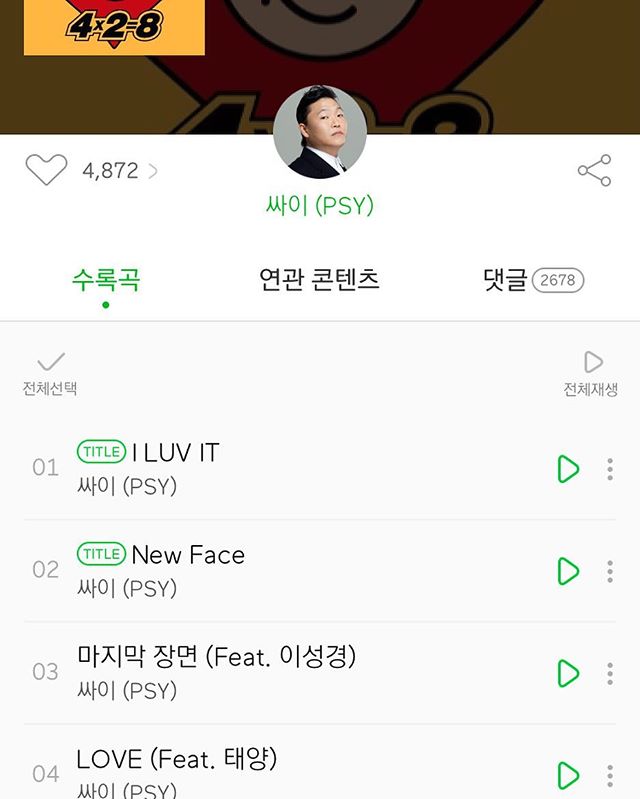 4x2=8
4x2=8
4,872
싸이 (PSY)
수록곡 연관 콘텐츠 댓글 2678
전체선택 전체재생
01 TITLE I LUV IT
싸이 (PSY)
02 TITLE New Face
싸이 (PSY)
03 마지막 장면 (Feat. 이성경)
싸이 (PSY)
04 LOVE (Feat. 태양)
싸이 (PSY)